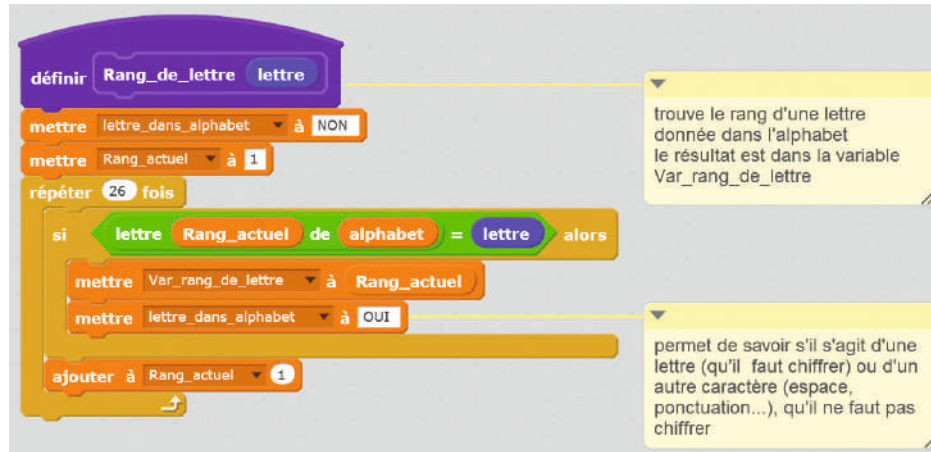 définir Rang_de_lettre lettre
mettre lettre_dans_alphabet à NON
mettre Rang_actuel à 1
répéter 26 fois
si lettre Rang_actuel de alphabet = lettre alors
mettre Var_rang_de_lettre à Rang_actuel
mettre lettre_dans_alphabet à OUI
ajouter à Rang_actuel 1
trouve le rang d'une lettre
donnée dans l'alphabet
le résultat est dans la variable
Var_rang_de_lettre
permet de savoir s'il s'agit d'une
lettre (qu'il faut chiffrer) ou d'un
autre caractère (espace,
ponctuation...), qu'il ne faut pas
chiffrer